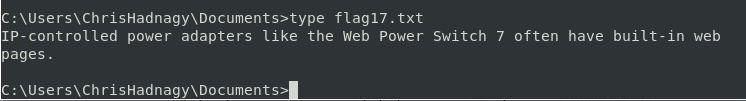 C:\Users\ChrisHadnagy\Documents>type flag17.txt
IP-controlled power adapters like the Web Power Switch 7 often have built-in web
pages.
C:\Users\ChrisHadnagy\Documents>